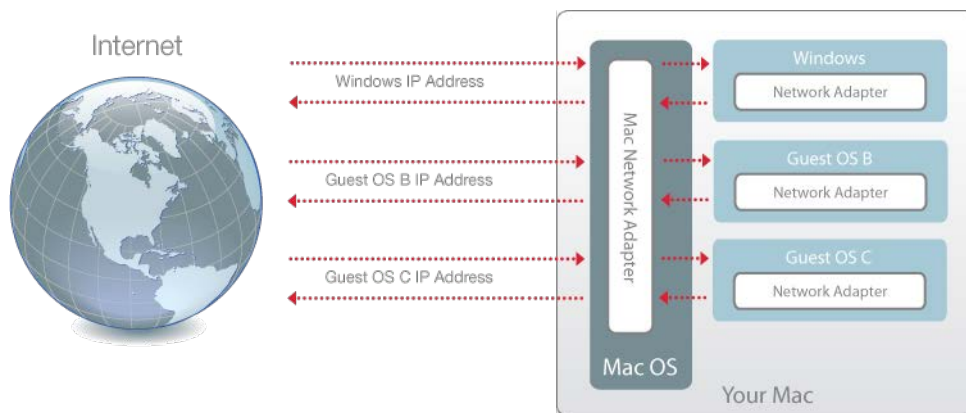 Internet
Windows IP Address
Guest OS B IP Address
Guest OS C IP Address
Mac Network Adapter
Mac OS
Windows
Network Adapter
Guest OS B
Network Adapter
Guest OS C
Network Adapter
Your Mac